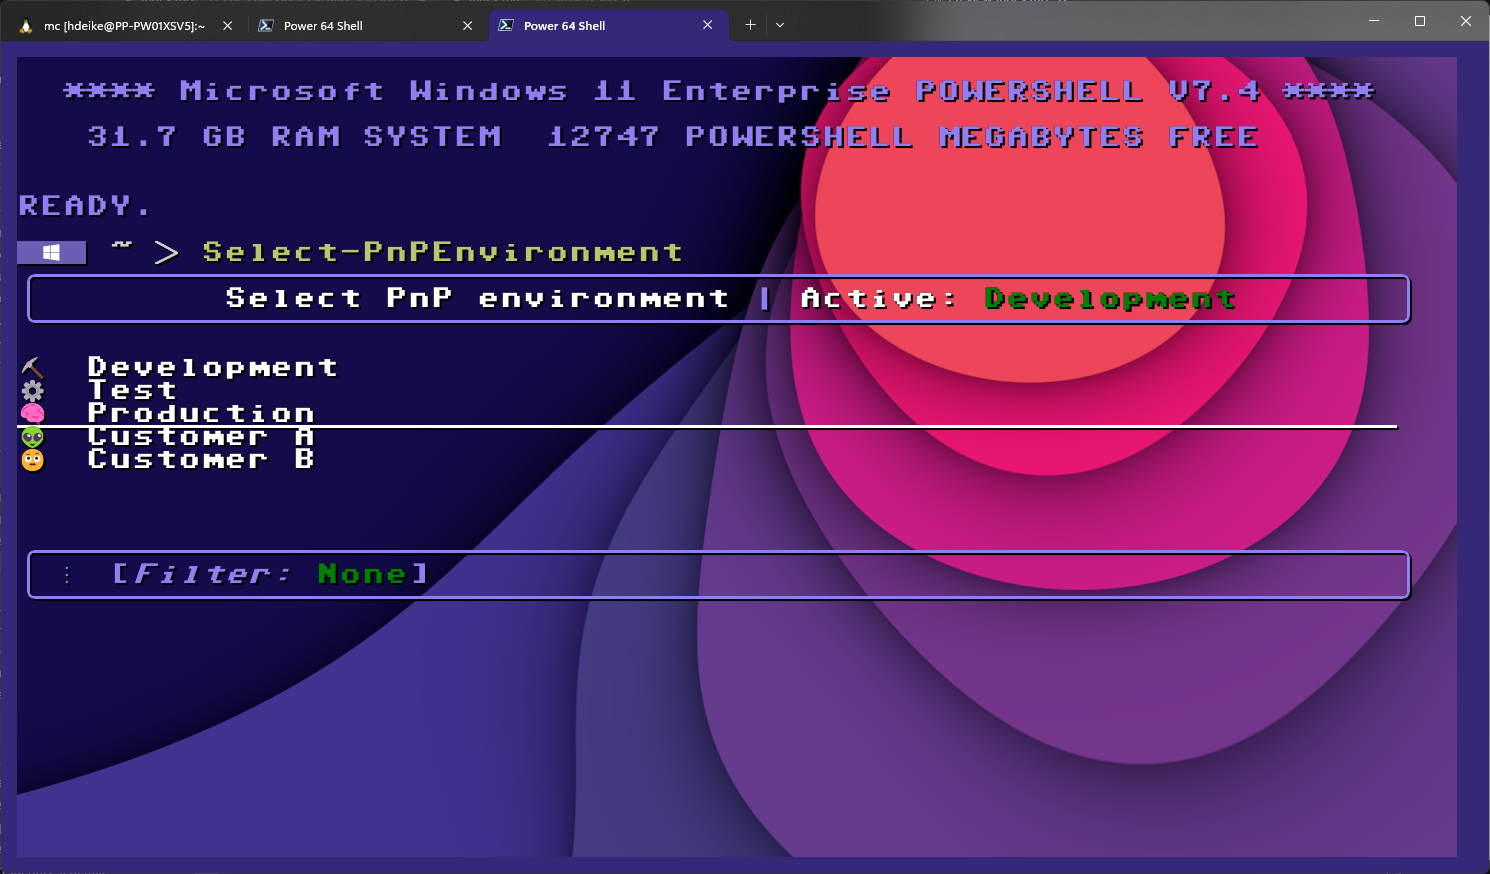 mc [hdeike@PP-PW01XSV5]:~
Power 64 Shell
Power 64 Shell
**** Microsoft Windows 11 Enterprise POWERSHELL V7.4 ****
31.7 GB RAM SYSTEM 12747 POWERSHELL MEGABYTES FREE
READY.
~ > Select-PnPEnvironment
Select PnP environment | Active: Development
Development
Test
Production
Customer A
Customer B
[Filter: None]